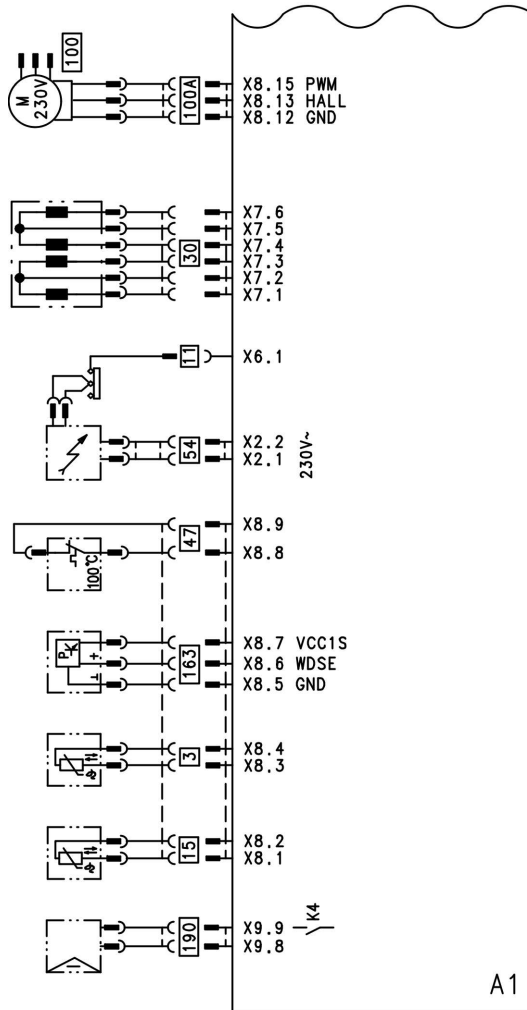 100
M
230V
100A
X8.15 PWM
X8.13 HALL
X8.12 GND
30
X7.6
X7.5
X7.4
X7.3
X7.2
X7.1
11
X6.1
54
X2.2
X2.1
230V~
47
X8.9
X8.8
100°C
P
+
⊥
163
X8.7 VCC1S
X8.6 WDSE
X8.5 GND
3
X8.4
X8.3
15
X8.2
X8.1
190
X9.9
X9.8
K4
A1